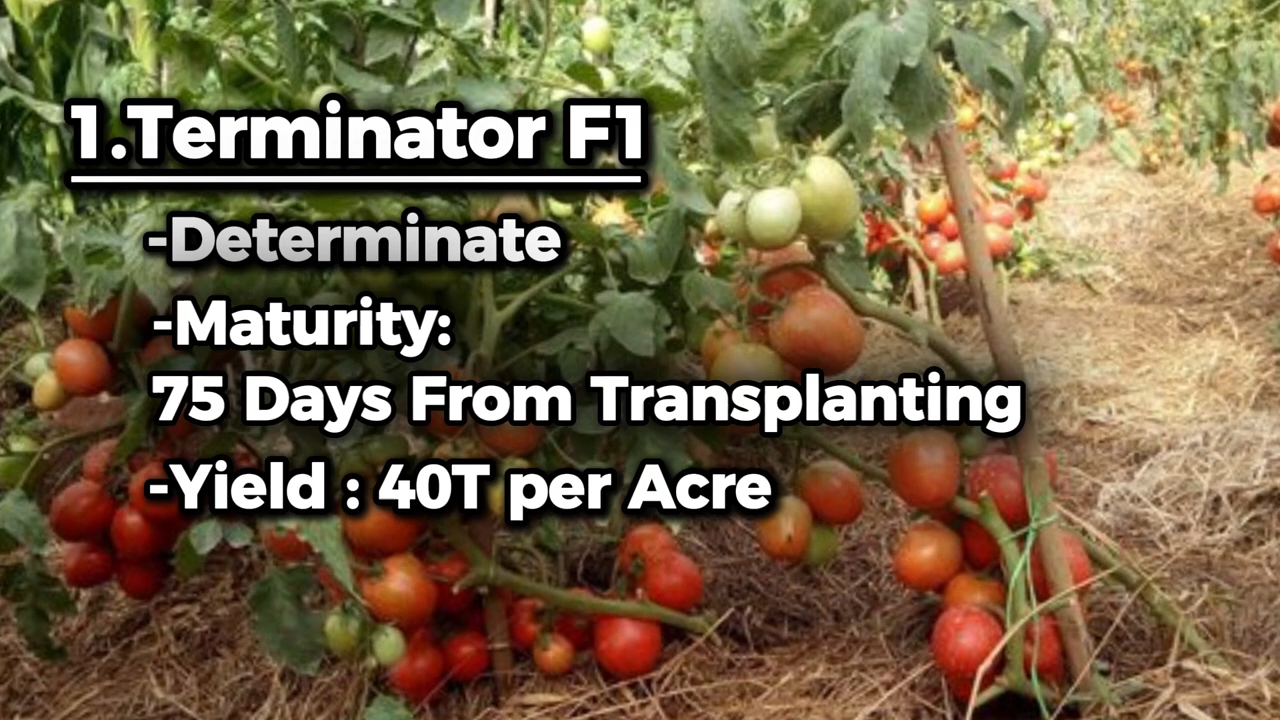 1.Terminator F1
-Determinate
-Maturity:
75 Days From Transplanting
-Yield : 40T per Acre